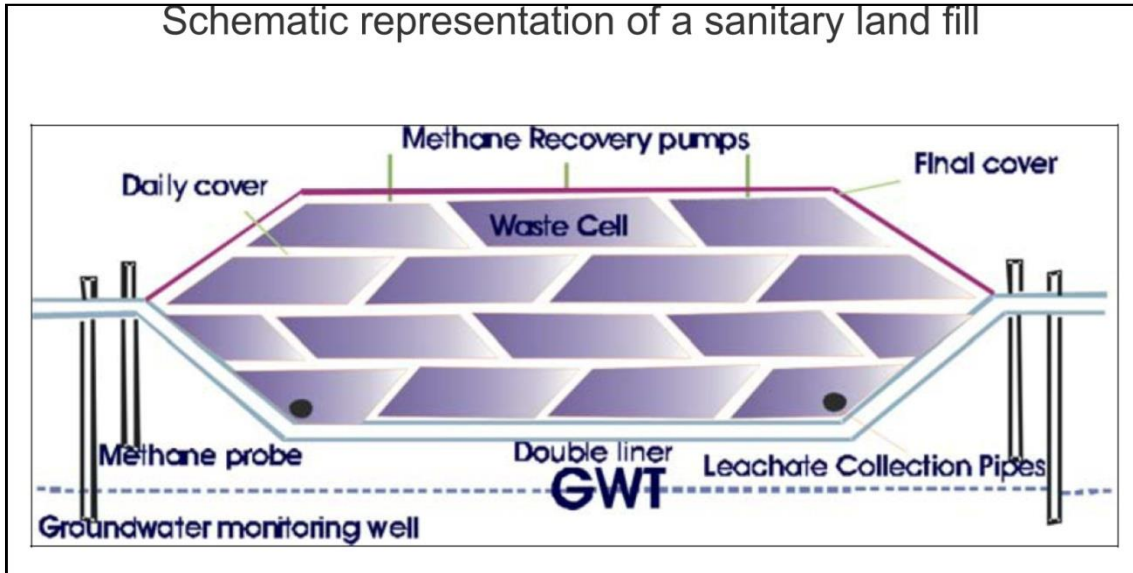 Schematic representation of a sanitary land fill
Methane Recovery pumps
Daily cover
Final cover
Waste Cell
Methane probe
Double liner
Leachate Collection Pipes
GWT
Groundwater monitoring well